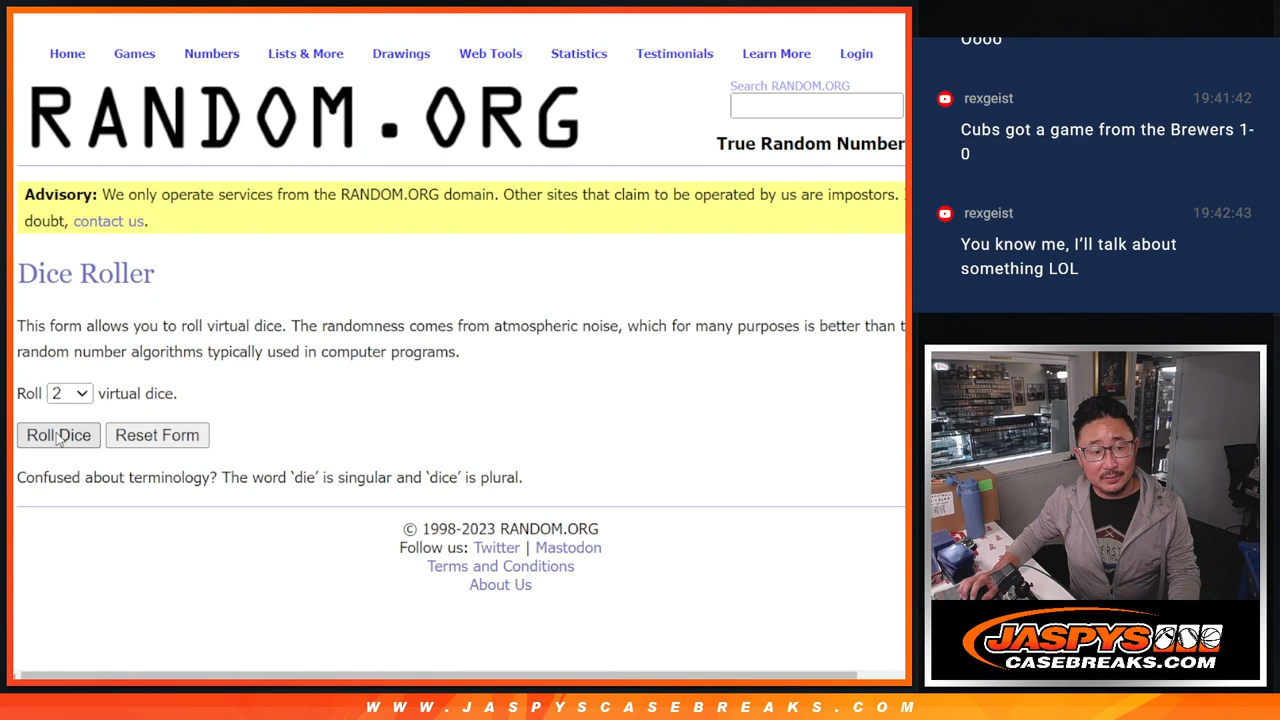 Home Games Numbers Lists & More Drawings Web Tools Statistics Testimonials Learn More Login
RANDOM.ORG
Search RANDOM.ORG
True Random Number
Advisory: We only operate services from the RANDOM.ORG domain. Other sites that claim to be operated by us are impostors.
doubt, contact us.
Dice Roller
This form allows you to roll virtual dice. The randomness comes from atmospheric noise, which for many purposes is better than t
random number algorithms typically used in computer programs.
Roll 2 virtual dice.
Roll Dice Reset Form
Confused about terminology? The word ‘die’ is singular and ‘dice’ is plural.
© 1998-2023 RANDOM.ORG
Follow us: Twitter | Mastodon
Terms and Conditions
About Us
Oooo
rexgeist 19:41:42
Cubs got a game from the Brewers 1-
0
rexgeist 19:42:43
You know me, I’ll talk about
something LOL
JASPYS
CASEBREAKS.COM
WWW.JASPYSCASEBREAKS.COM